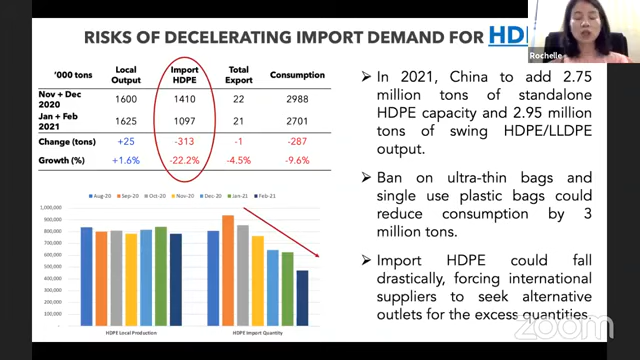 RISKS OF DECELERATING IMPORT DEMAND FOR HD
Rochelle
'000 tons Local Output Import HDPE Total Export Consumption
Nov + Dec 2020 1600 1410 22 2988
Jan + Feb 2021 1625 1097 21 2701
Change (tons) +25 -313 -1 -287
Growth (%) +1.6% -22.2% -4.5% -9.6%
Aug-20 Sep-20 Oct-20 Nov-20 Dec-20 Jan-21 Feb-21
1,000,000
900,000
800,000
700,000
600,000
500,000
400,000
300,000
200,000
100,000
-
HDPE Local Production HDPE Import Quantity
➢ In 2021, China to add 2.75
million tons of standalone
HDPE capacity and 2.95 million
tons of swing HDPE/LLDPE
output.
➢ Ban on ultra-thin bags and
single use plastic bags could
reduce consumption by 3
million tons.
➢ Import HDPE could fall
drastically, forcing international
suppliers to seek alternative
outlets for the excess quantities.
zoom